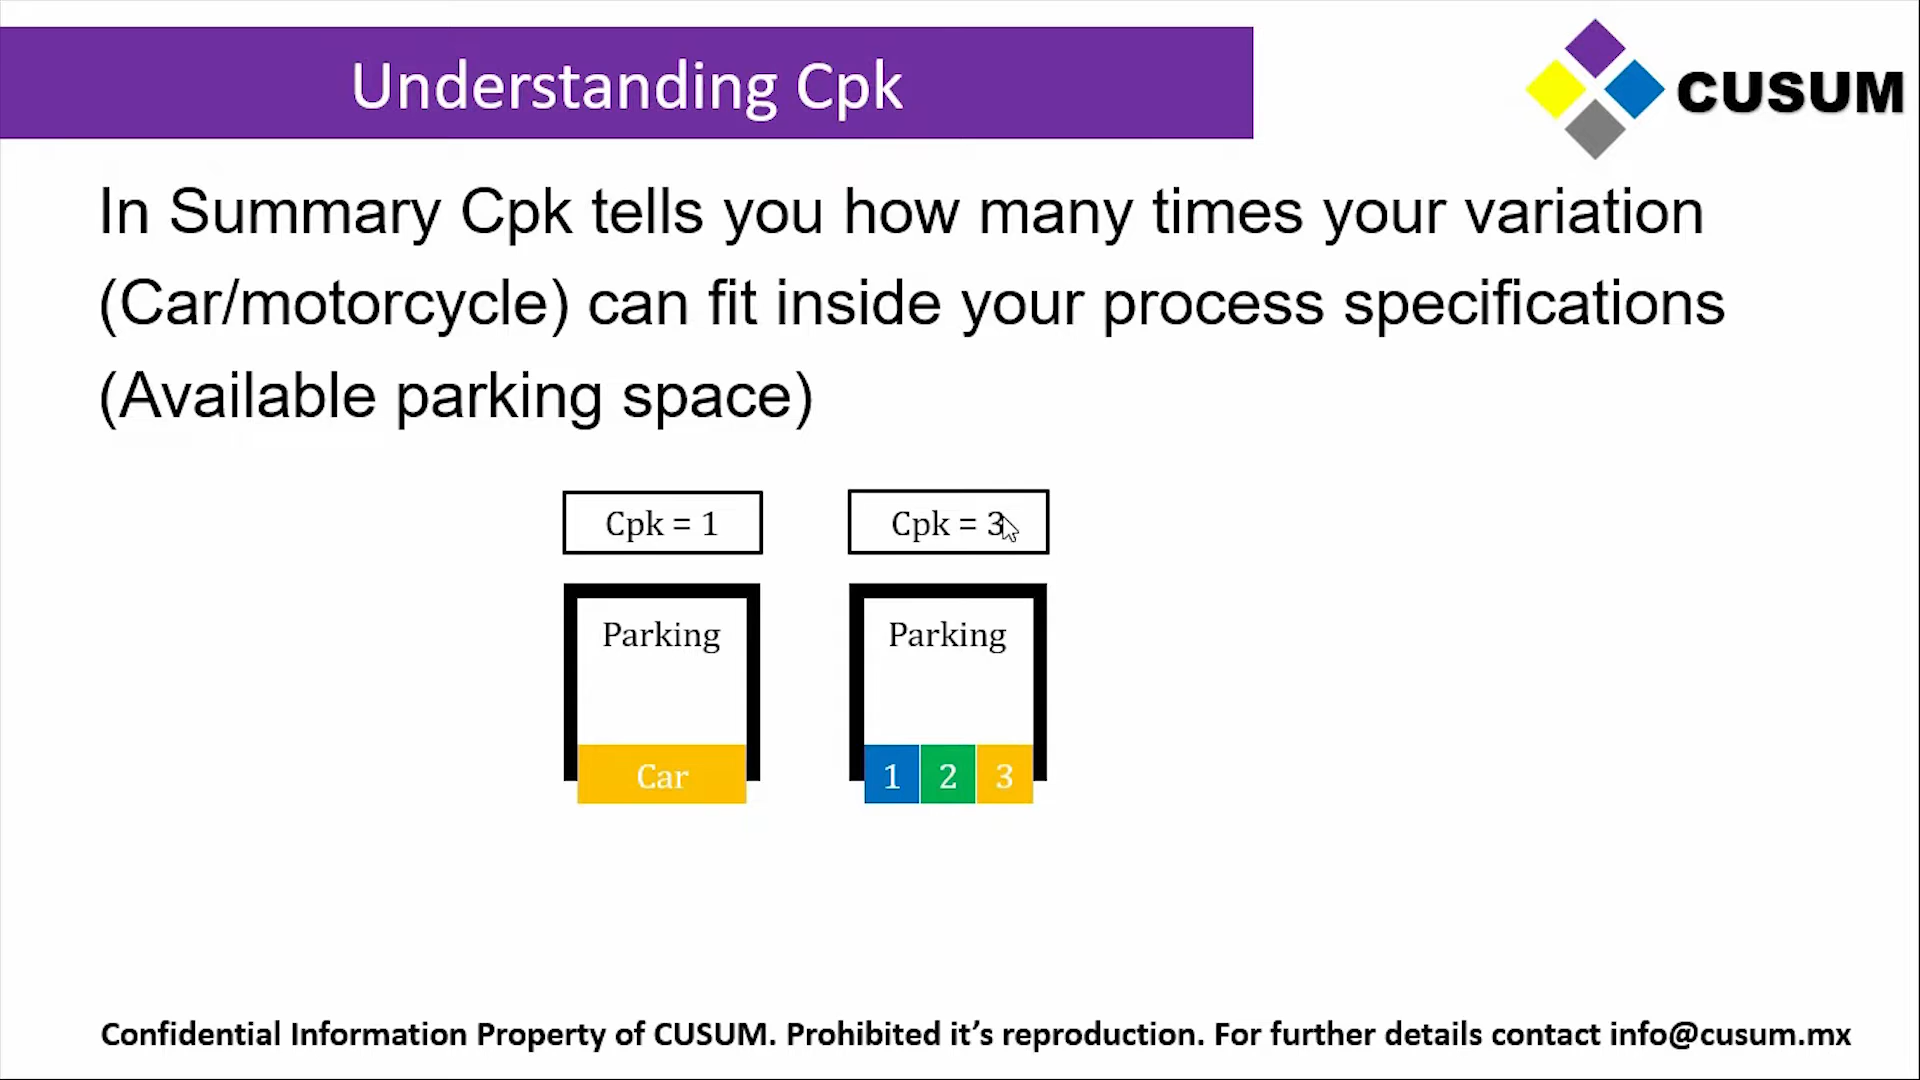 Understanding Cpk
CUSUM
In Summary Cpk tells you how many times your variation
(Car/motorcycle) can fit inside your process specifications
(Available parking space)
Cpk = 1
Cpk = 3
Parking
Parking
Car
1 2 3
Confidential Information Property of CUSUM. Prohibited it’s reproduction. For further details contact info@cusum.mx